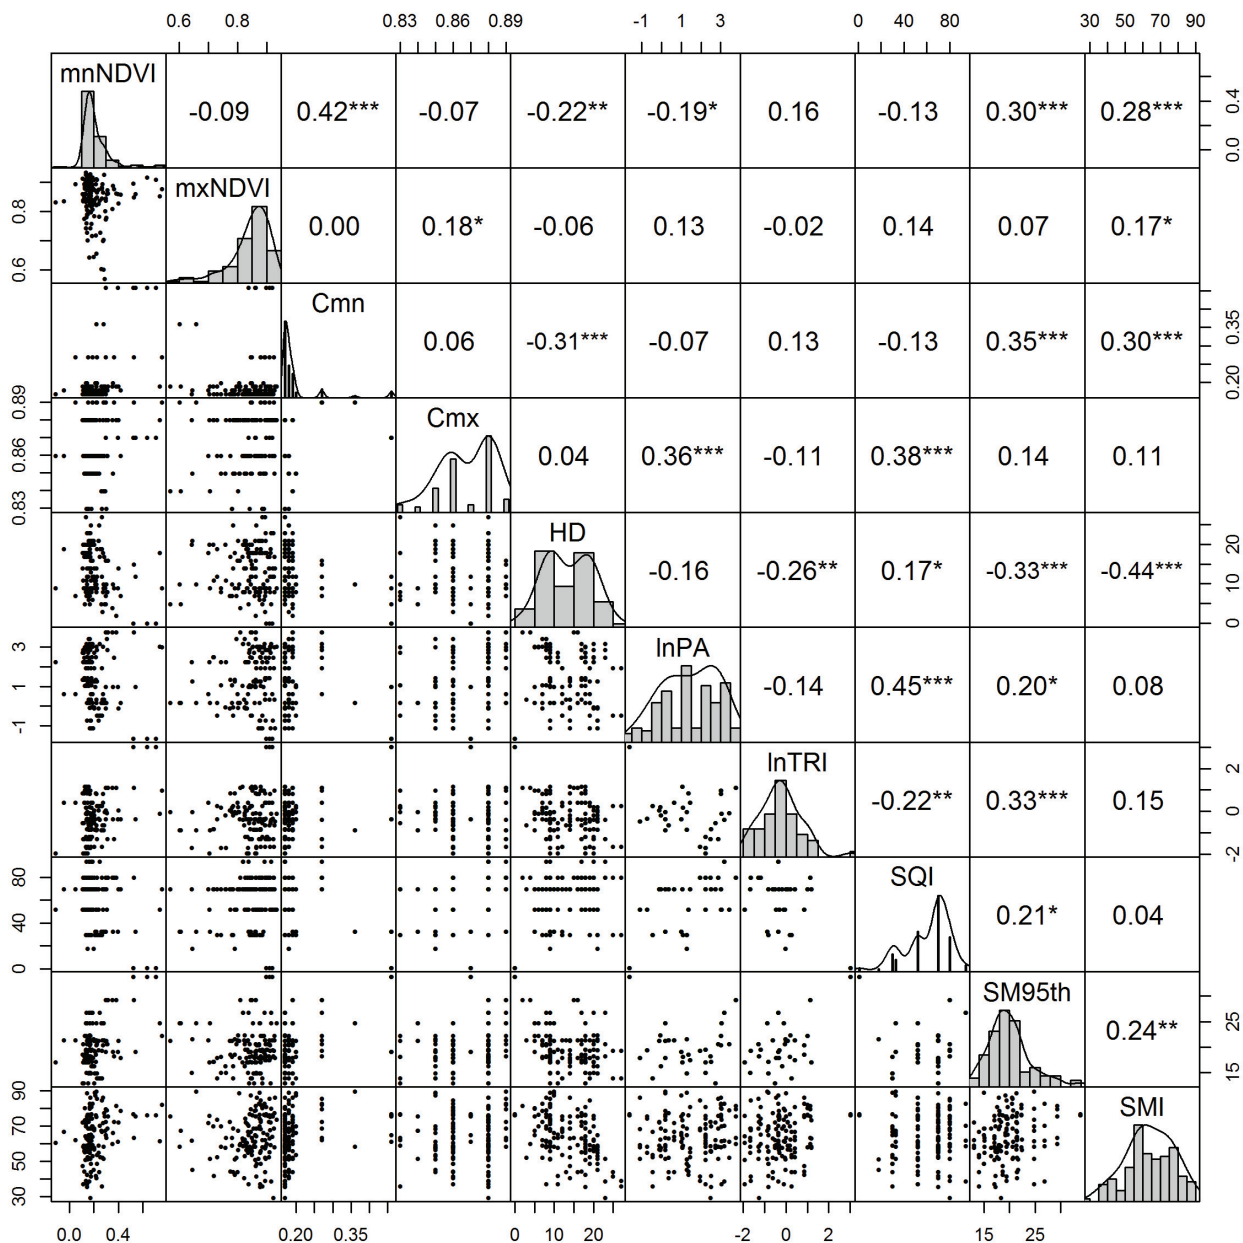 0.6 0.8 0.83 0.86 0.89 -1 1 3 0 40 80 30 50 70 90
mnNDVI -0.09 0.42*** -0.07 -0.22** -0.19* 0.16 -0.13 0.30*** 0.28*** 0.0 0.4
0.6 0.8 mxNDVI 0.00 0.18* -0.06 0.13 -0.02 0.14 0.07 0.17*
Cmn 0.06 -0.31*** -0.07 0.13 -0.13 0.35*** 0.30*** 0.20 0.35
0.83 0.86 0.89 Cmx 0.04 0.36*** -0.11 0.38*** 0.14 0.11
HD -0.16 -0.26** 0.17* -0.33*** -0.44*** 0 10 20
-1 1 3 lnPA -0.14 0.45*** 0.20* 0.08
lnTRI -0.22** 0.33*** 0.15 -2 0 2
0 40 80 SQI 0.21* 0.04
SM95th 0.24** 15 25
30 50 70 90 SMI
0.0 0.4 0.20 0.35 0 10 20 -2 0 2 15 25